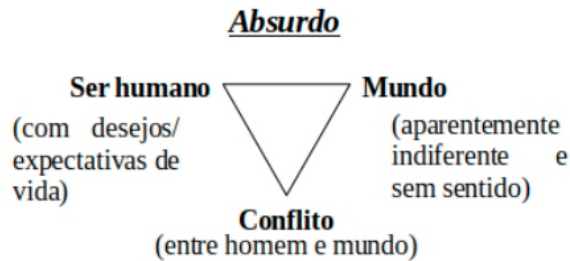 Absurdo
Ser humano
Mundo
(com desejos/
expectativas de
vida)
(aparentemente
indiferente e
sem sentido)
Conflito
(entre homem e mundo)